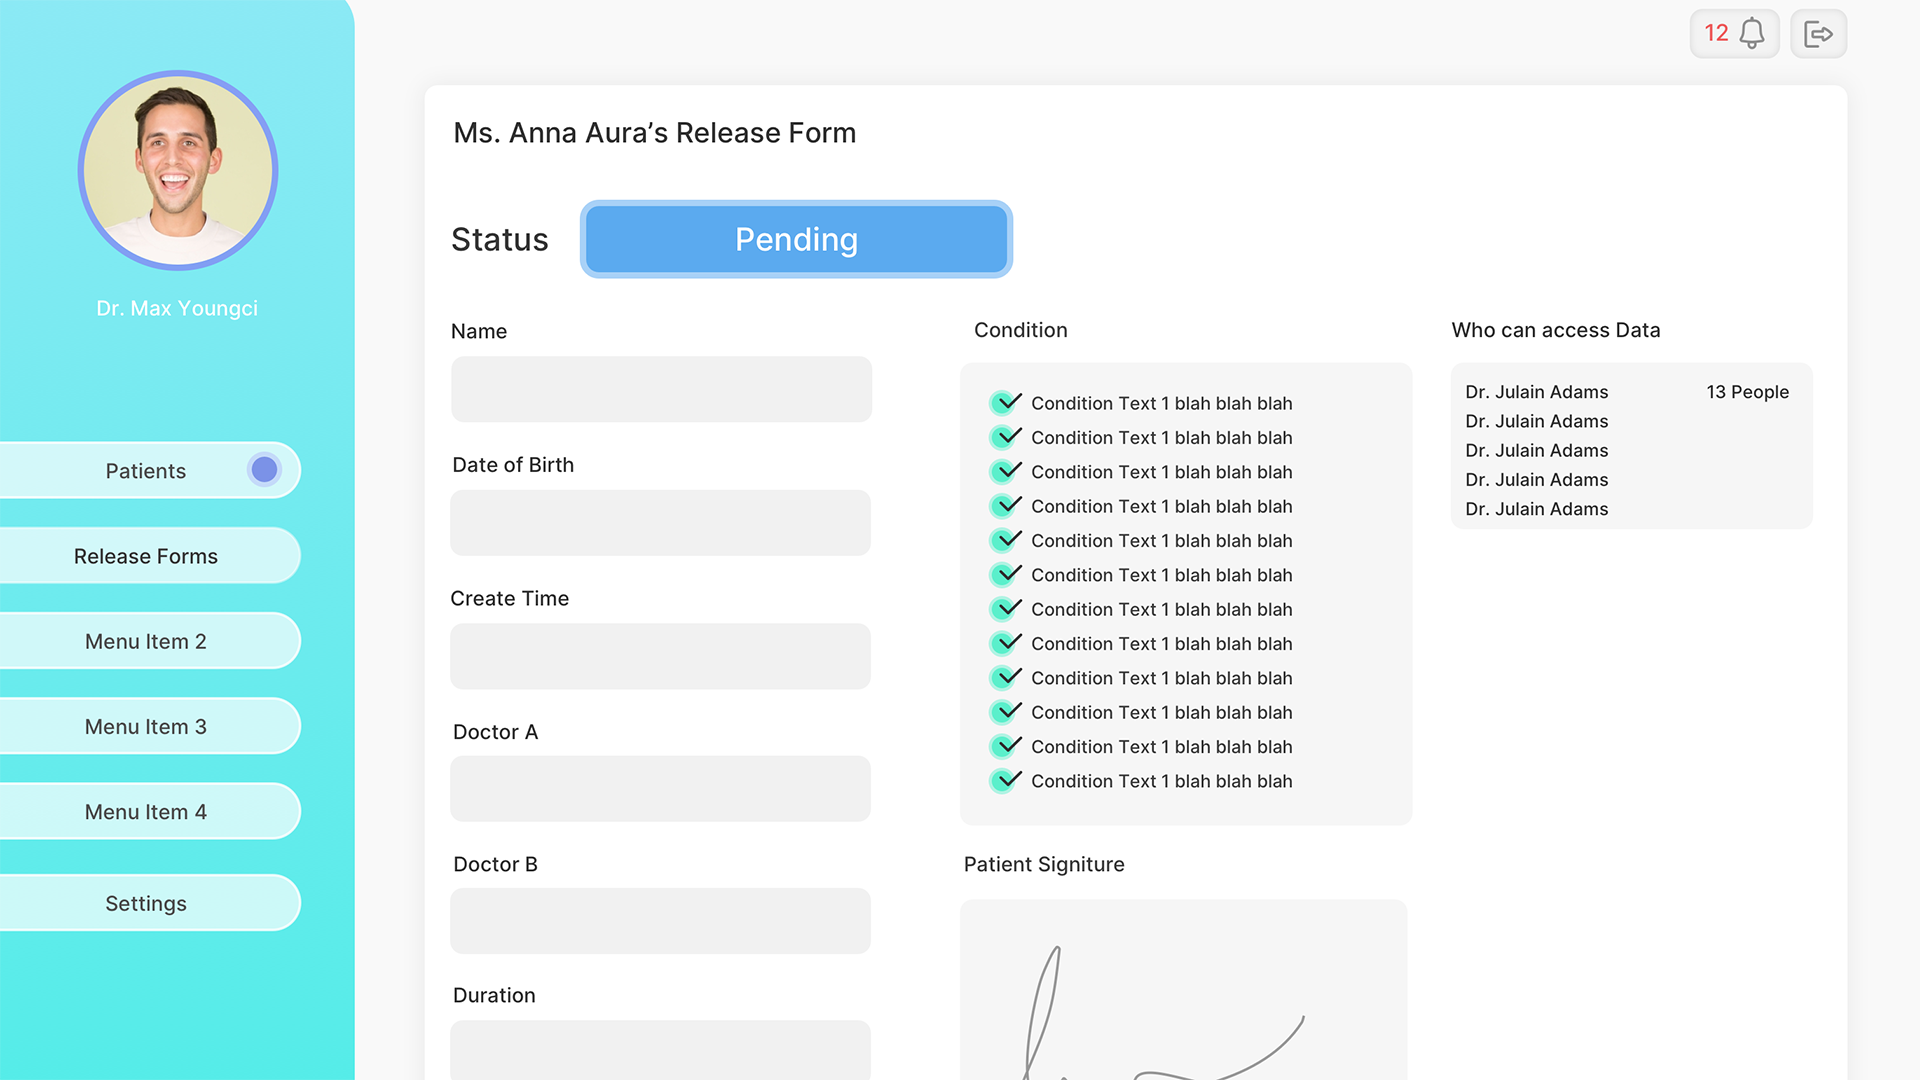 12
Dr. Max Youngci
Patients
Release Forms
Menu Item 2
Menu Item 3
Menu Item 4
Settings
Ms. Anna Aura’s Release Form
Status
Pending
Name
Date of Birth
Create Time
Doctor A
Doctor B
Duration
Condition
Condition Text 1 blah blah blah
Condition Text 1 blah blah blah
Condition Text 1 blah blah blah
Condition Text 1 blah blah blah
Condition Text 1 blah blah blah
Condition Text 1 blah blah blah
Condition Text 1 blah blah blah
Condition Text 1 blah blah blah
Condition Text 1 blah blah blah
Condition Text 1 blah blah blah
Condition Text 1 blah blah blah
Condition Text 1 blah blah blah
Patient Signiture
Who can access Data
Dr. Julain Adams 13 People
Dr. Julain Adams
Dr. Julain Adams
Dr. Julain Adams
Dr. Julain Adams